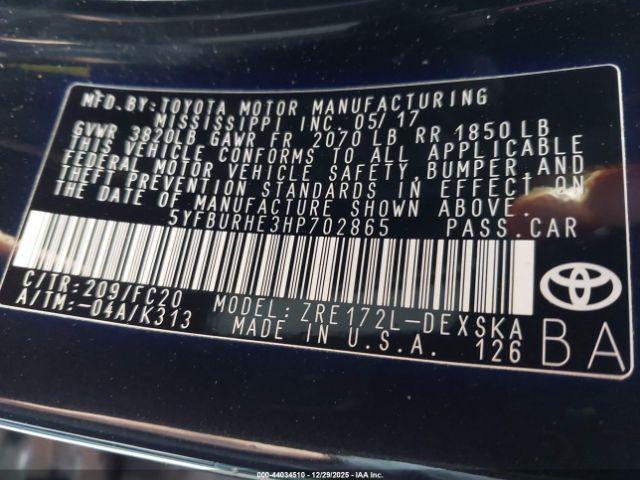 MFD. BY: TOYOTA MOTOR MANUFACTURING
MISSISSIPPI INC. 05/17
GVWR 3820LB GAWR FR 2070 LB RR 1850 LB
THIS VEHICLE CONFORMS TO ALL APPLICABLE
FEDERAL MOTOR VEHICLE SAFETY, BUMPER, AND
THEFT PREVENTION STANDARDS IN EFFECT ON
THE DATE OF MANUFACTURE SHOWN ABOVE.
5YFBURHE3HP702865 PASS.CAR
C/TR: 209/FC20
A/TM:-04A/K313
MODEL: ZRE172L-DEXSKA
MADE IN U.S.A. 126
BA
000-44034510 - 12/29/2025 - IAA Inc.